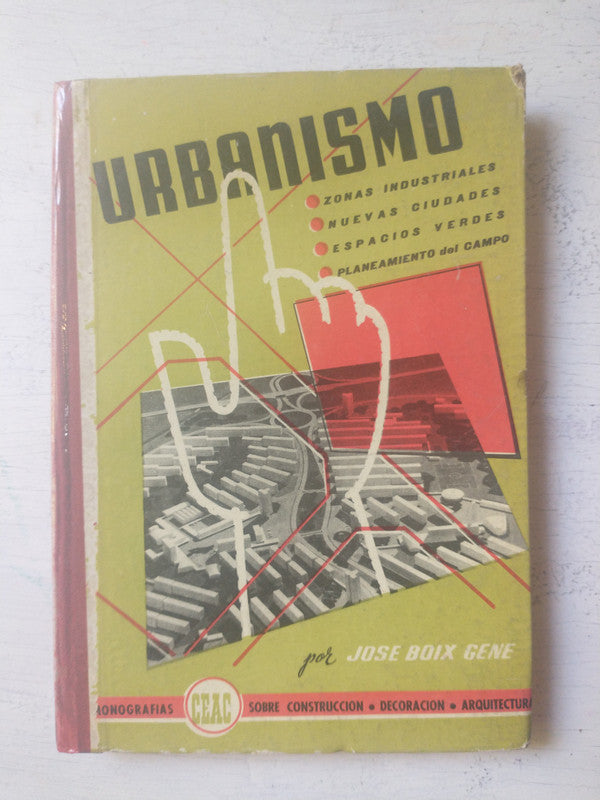 URBANISMO
ZONAS INDUSTRIALES
NUEVAS CIUDADES
ESPACIOS VERDES
PLANEAMIENTO del CAMPO
por JOSE BOIX GENE
MONOGRAFIAS CEAC SOBRE CONSTRUCCION • DECORACION • ARQUITECTURA